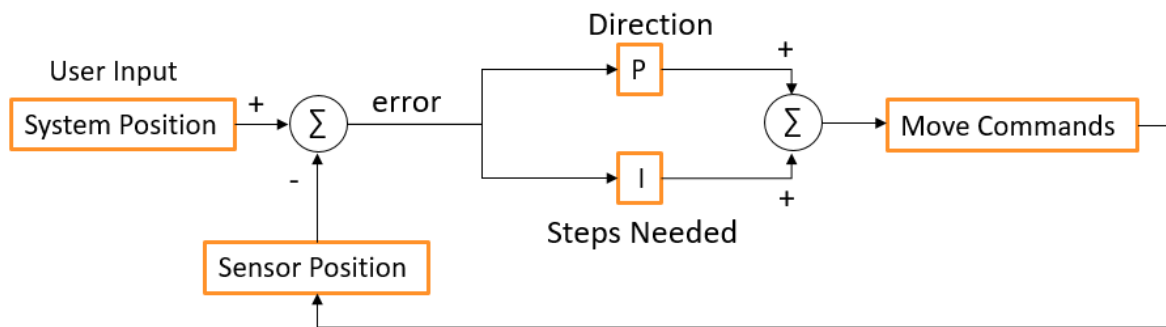 Direction
User Input
System Position
+
Σ
error
P
+
Σ
Move Commands
-
I
+
Steps Needed
Sensor Position